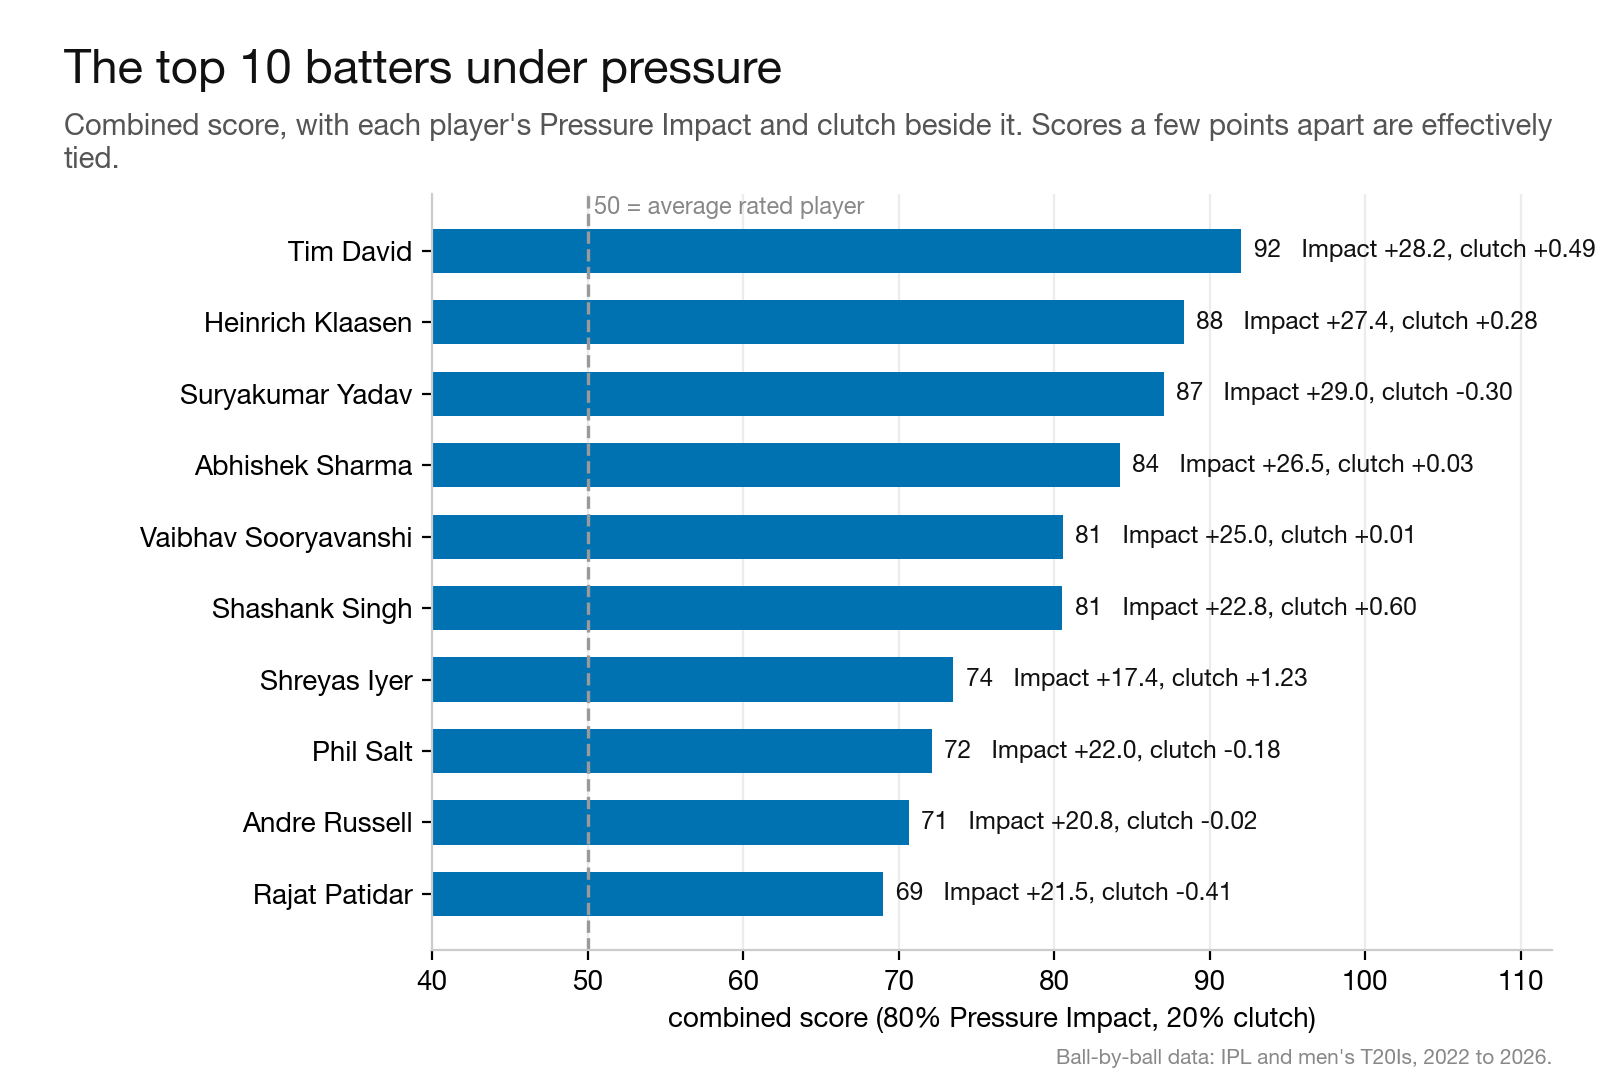 The top 10 batters under pressure
Combined score, with each player's Pressure Impact and clutch beside it. Scores a few points apart are effectively
tied.
50 = average rated player
Tim David 92 Impact +28.2, clutch +0.49
Heinrich Klaasen 88 Impact +27.4, clutch +0.28
Suryakumar Yadav 87 Impact +29.0, clutch -0.30
Abhishek Sharma 84 Impact +26.5, clutch +0.03
Vaibhav Sooryavanshi 81 Impact +25.0, clutch +0.01
Shashank Singh 81 Impact +22.8, clutch +0.60
Shreyas Iyer 74 Impact +17.4, clutch +1.23
Phil Salt 72 Impact +22.0, clutch -0.18
Andre Russell 71 Impact +20.8, clutch -0.02
Rajat Patidar 69 Impact +21.5, clutch -0.41
40 50 60 70 80 90 100 110
combined score (80% Pressure Impact, 20% clutch)
Ball-by-ball data: IPL and men's T20Is, 2022 to 2026.